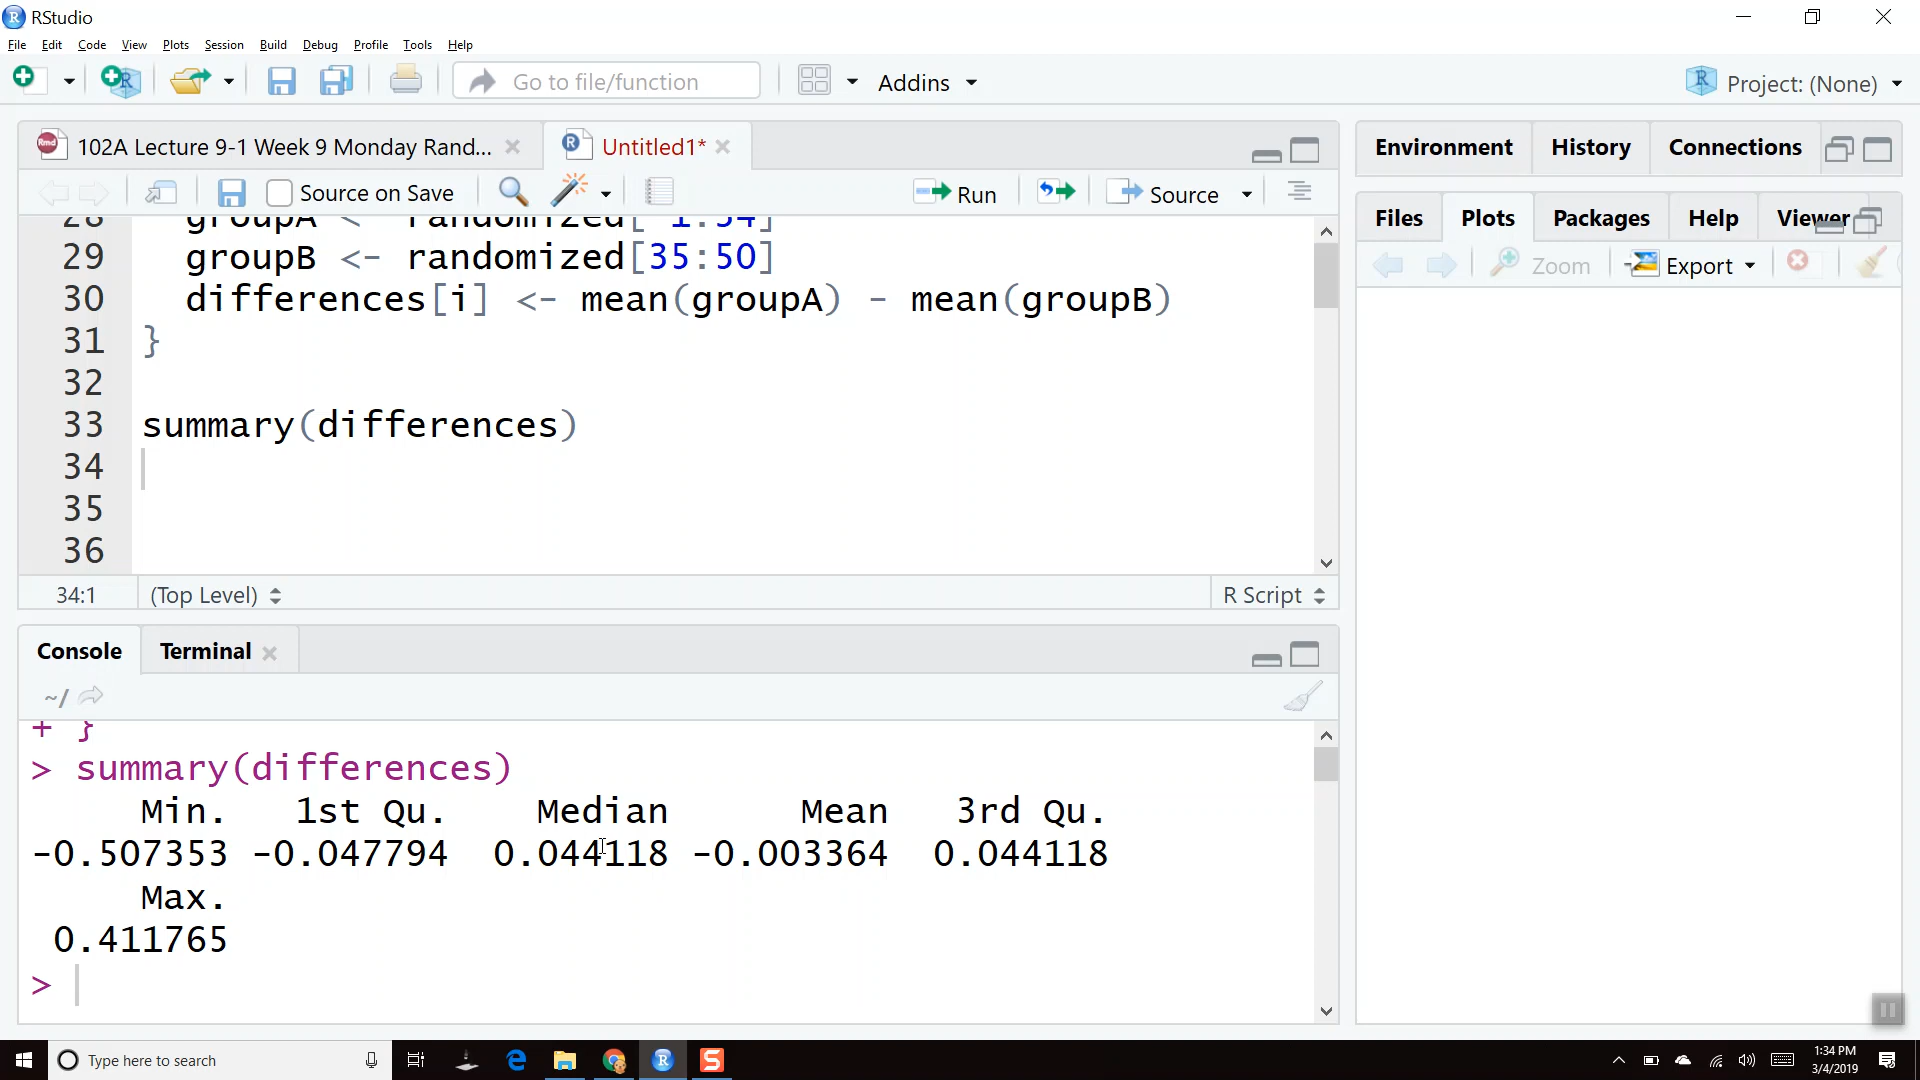 RStudio
File Edit Code View Plots Session Build Debug Profile Tools Help
Go to file/function Addins Project: (None)
102A Lecture 9-1 Week 9 Monday Rand... Untitled1*
Source on Save Run Source
28 groupA <- randomized[ 1:34]
29 groupB <- randomized[35:50]
30 differences[i] <- mean(groupA) - mean(groupB)
31 }
32
33 summary(differences)
34
35
36
34:1 (Top Level) R Script
Console Terminal
~/
+ }
> summary(differences)
Min. 1st Qu. Median Mean 3rd Qu.
-0.507353 -0.047794 0.044118 -0.003364 0.044118
Max.
0.411765
>
Environment History Connections
Files Plots Packages Help Viewer
Zoom Export
Type here to search
1:34 PM
3/4/2019